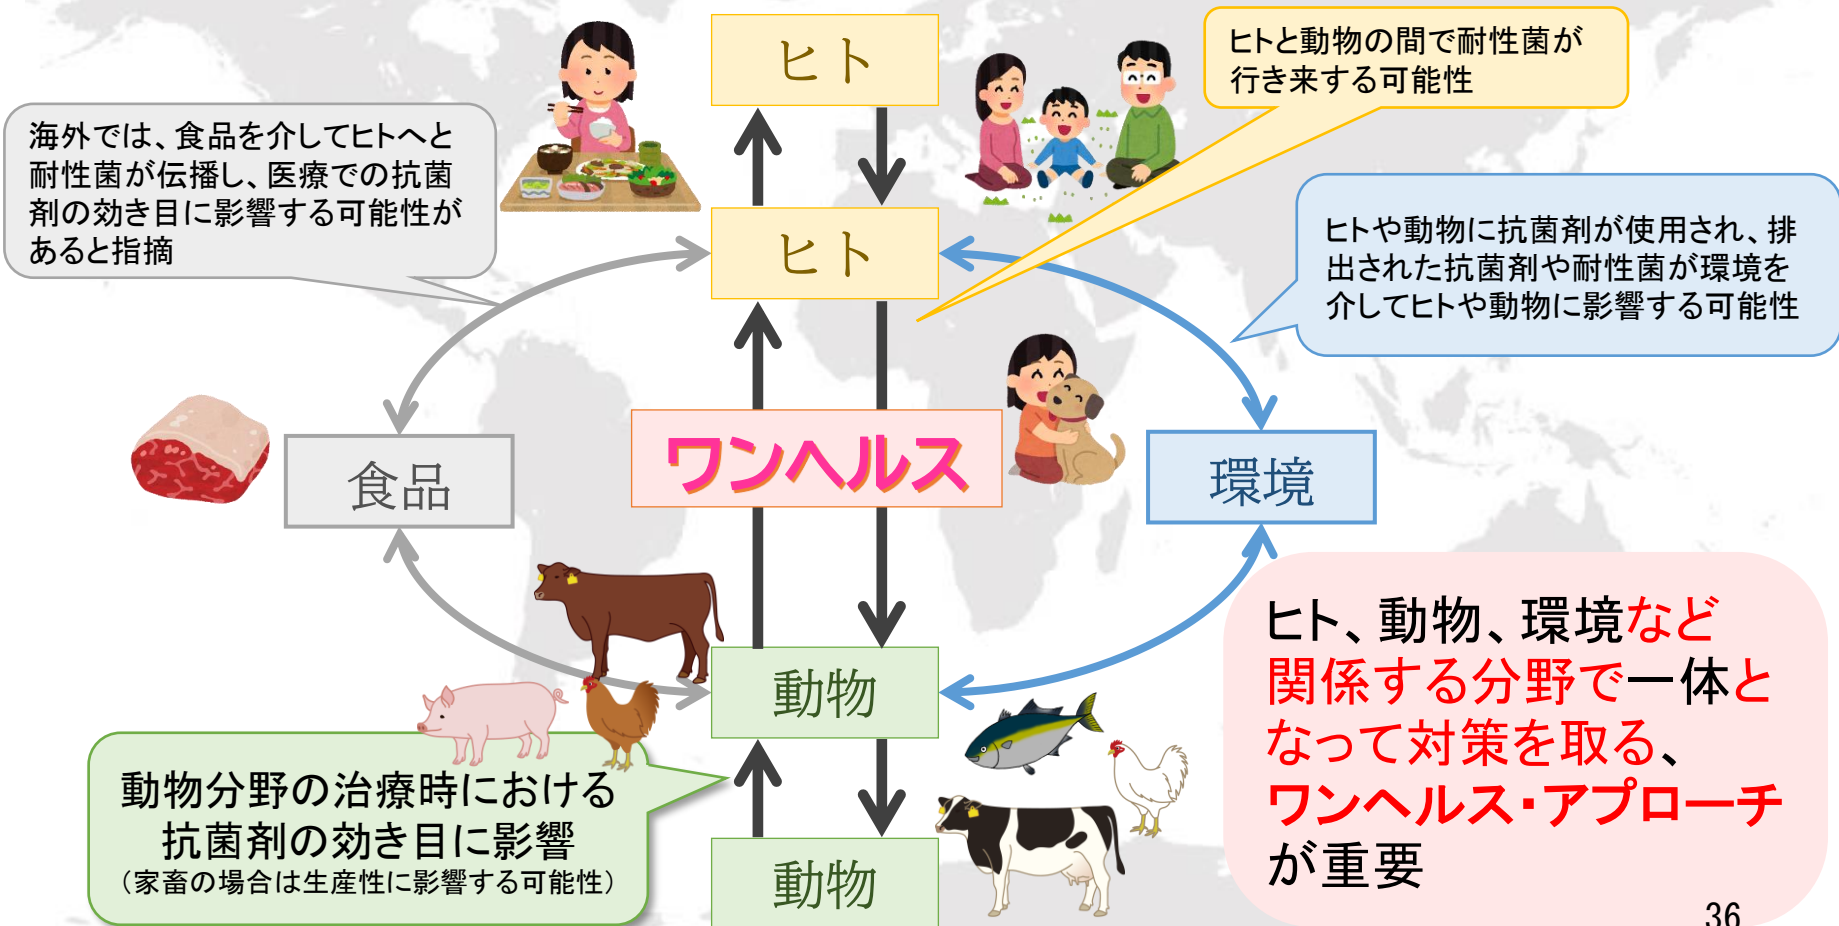 ヒト
ヒトと動物の間で耐性菌が
行き来する可能性
海外では、食品を介してヒトへと
耐性菌が伝播し、医療での抗菌
剤の効き目に影響する可能性が
あると指摘
ヒト
ヒトや動物に抗菌剤が使用され、排
出された抗菌剤や耐性菌が環境を
介してヒトや動物に影響する可能性
食品
ワンヘルス
環境
動物
ヒト、動物、環境など
関係する分野で一体と
なって対策を取る、
ワンヘルス・アプローチ
が重要
動物分野の治療時における
抗菌剤の効き目に影響
（家畜の場合は生産性に影響する可能性）
動物
36